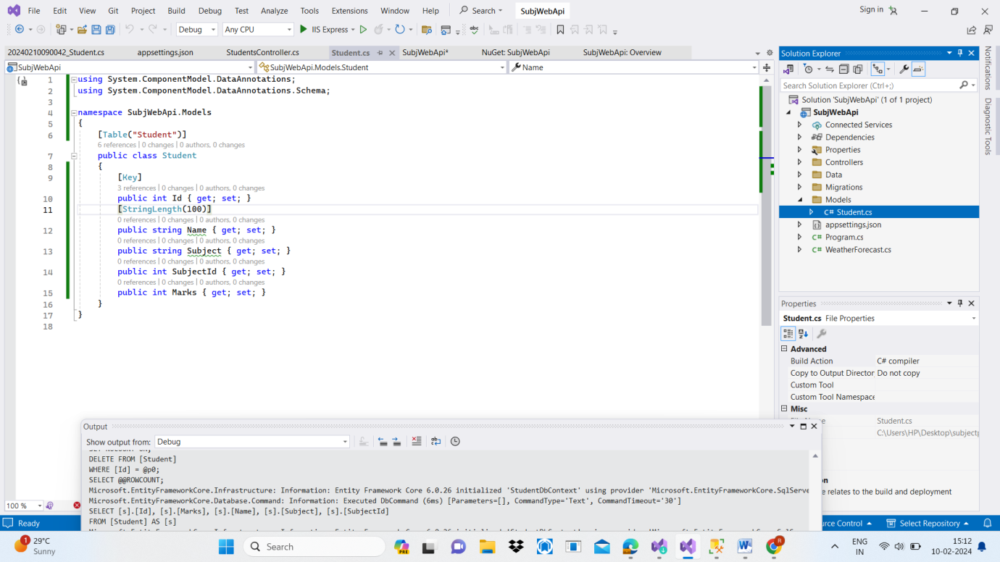 File Edit View Git Project Build Debug Test Analyze Tools Extensions Window Help Search SubjWebApi Sign in
Debug Any CPU IIS Express
20240210090042_Student.cs appsettings.json StudentsController.cs Student.cs SubjWebApi* NuGet: SubjWebApi SubjWebApi: Overview
SubjWebApi SubjWebApi.Models.Student Name
1 using System.ComponentModel.DataAnnotations;
2 using System.ComponentModel.DataAnnotations.Schema;
3
4 namespace SubjWebApi.Models
5 {
6 [Table("Student")]
6 references | 0 changes | 0 authors, 0 changes
7 public class Student
8 {
9 [Key]
3 references | 0 changes | 0 authors, 0 changes
10 public int Id { get; set; }
11 [StringLength(100)]
0 references | 0 changes | 0 authors, 0 changes
12 public string Name { get; set; }
0 references | 0 changes | 0 authors, 0 changes
13 public string Subject { get; set; }
0 references | 0 changes | 0 authors, 0 changes
14 public int SubjectId { get; set; }
0 references | 0 changes | 0 authors, 0 changes
15 public int Marks { get; set; }
16 }
17 }
18
100 %
Solution Explorer
Search Solution Explorer (Ctrl+;)
Solution 'SubjWebApi' (1 of 1 project)
SubjWebApi
Connected Services
Dependencies
Properties
Controllers
Data
Migrations
Models
C# Student.cs
appsettings.json
C# Program.cs
C# WeatherForecast.cs
Notifications
Diagnostic Tools
Properties
Student.cs File Properties
Advanced
Build Action C# compiler
Copy to Output Director Do not copy
Custom Tool
Custom Tool Namespace
Misc
Student.cs
C:\Users\HP\Desktop\subjectp
e relates to the build and deployment
Output
Show output from: Debug
DELETE FROM [Student]
WHERE [Id] = @p0;
SELECT @@ROWCOUNT;
Microsoft.EntityFrameworkCore.Infrastructure: Information: Entity Framework Core 6.0.26 initialized 'StudentDbContext' using provider 'Microsoft.EntityFrameworkCore.SqlServe
Microsoft.EntityFrameworkCore.Database.Command: Information: Executed DbCommand (6ms) [Parameters=[], CommandType='Text', CommandTimeout='30']
SELECT [s].[Id], [s].[Marks], [s].[Name], [s].[Subject], [s].[SubjectId]
FROM [Student] AS [s]
Ready urce Control Select Repository
1 29°C
Sunny
Search
PRE
R
ENG
IN
15:12
10-02-2024